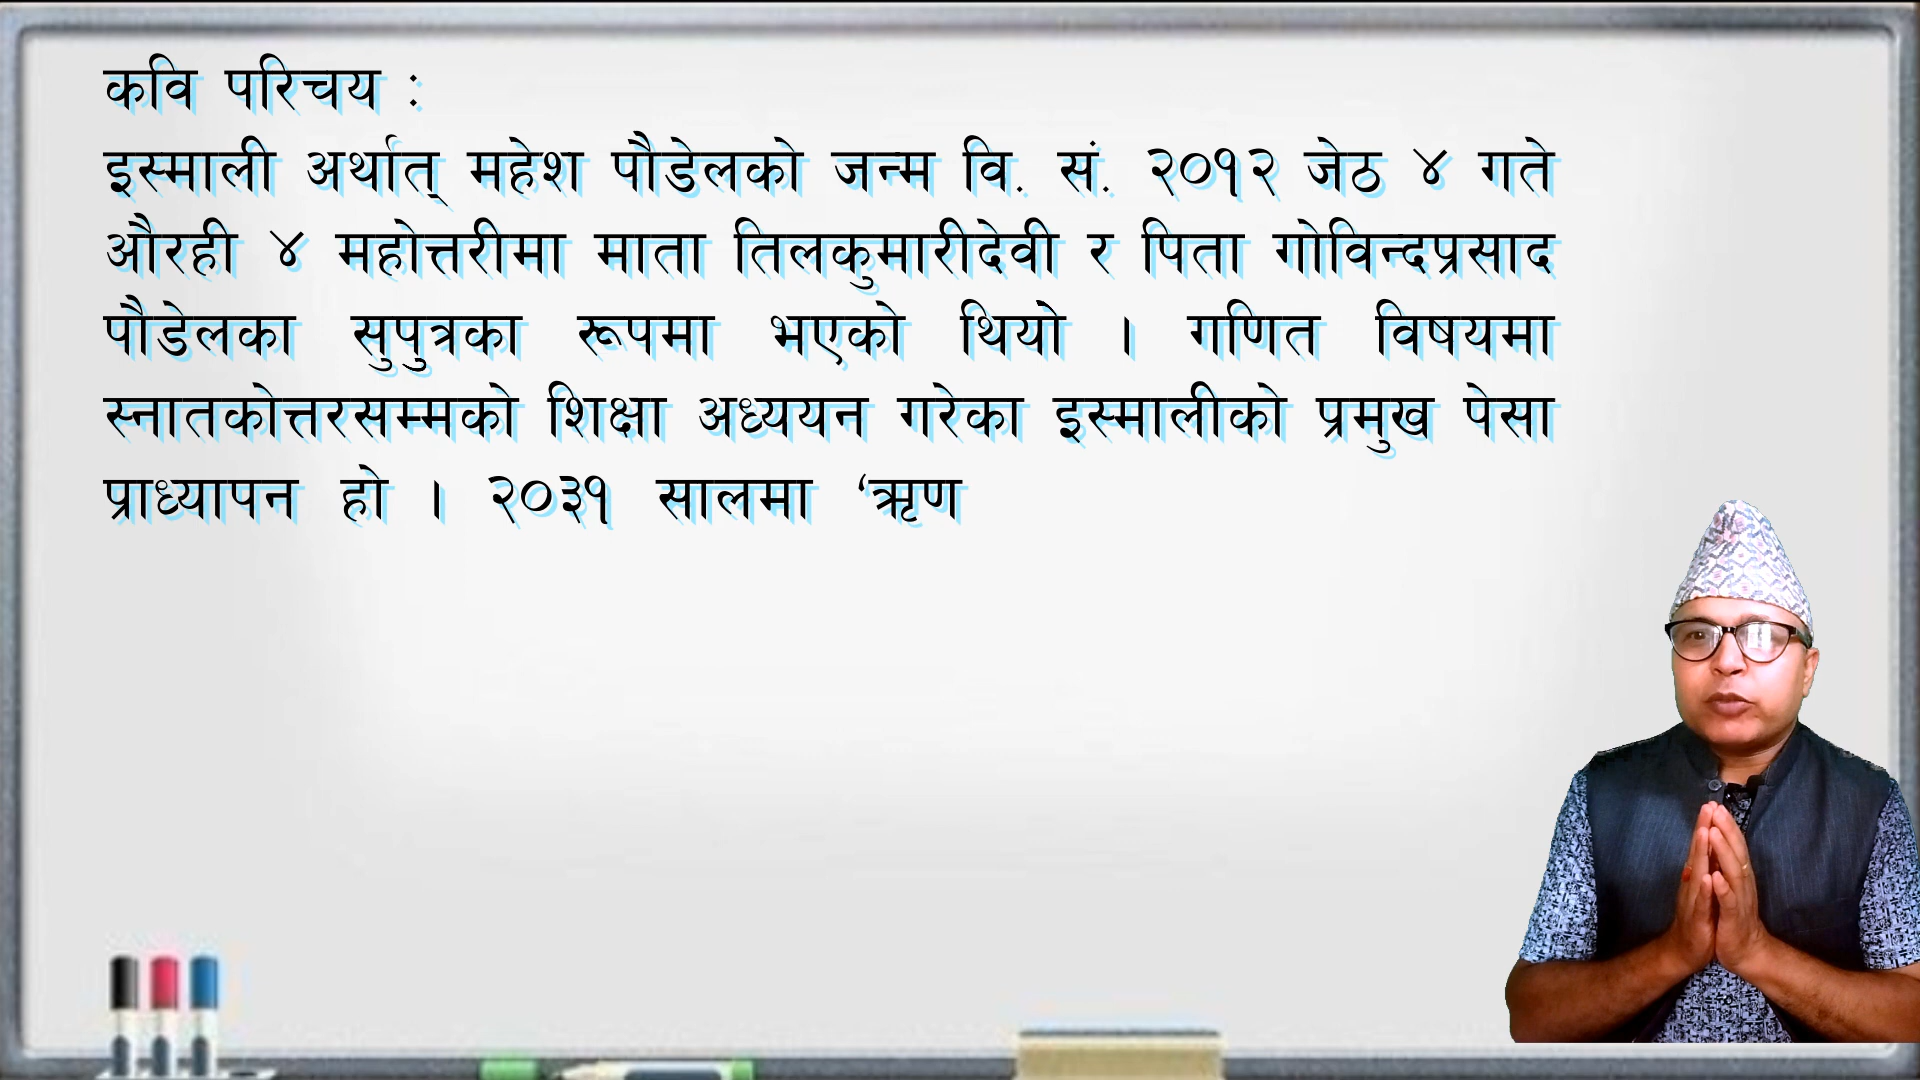 कवि परिचय :
इस्माली अर्थात् महेश पौडेलको जन्म वि. सं. २०१२ जेठ ४ गते
औरही ४ महोत्तरीमा माता तिलकुमारीदेवी र पिता गोविन्दप्रसाद
पौडेलका सुपुत्रका रूपमा भएको थियो । गणित विषयमा
स्नातकोत्तरसम्मको शिक्षा अध्ययन गरेका इस्मालीको प्रमुख पेसा
प्राध्यापन हो । २०३१ सालमा ‘ऋण